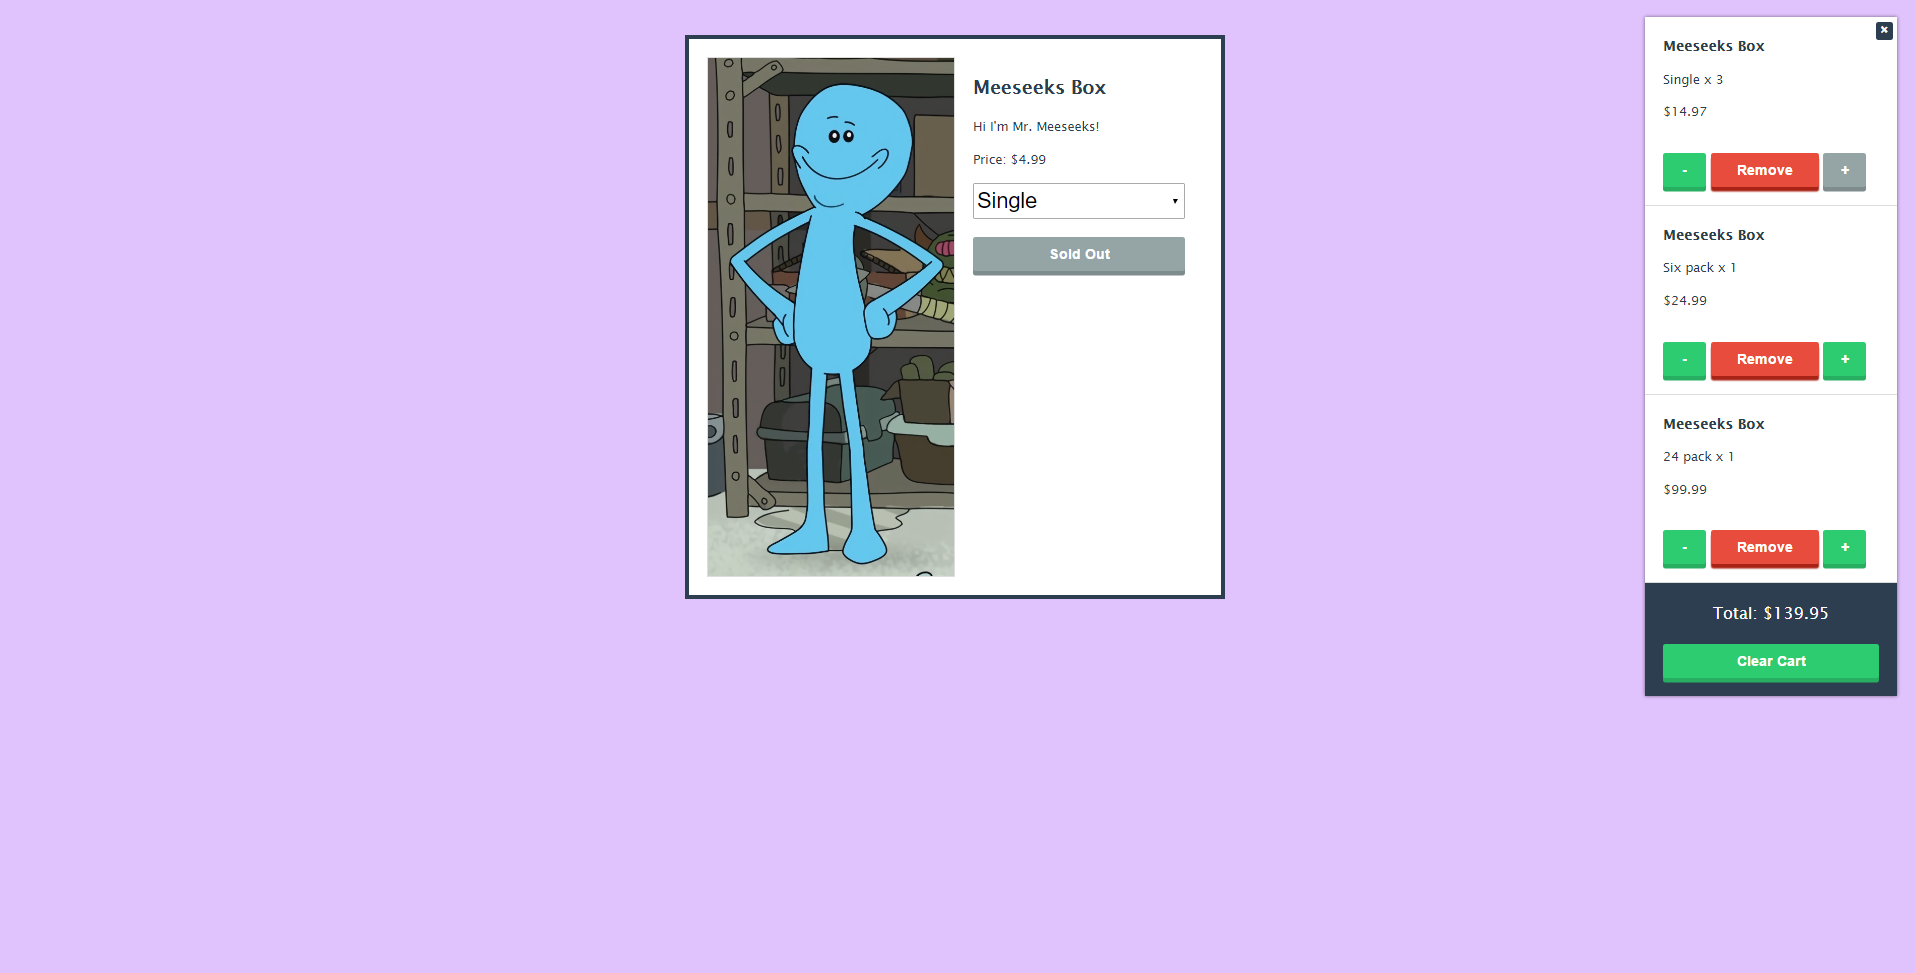 Meeseeks Box
Hi I'm Mr. Meeseeks!
Price: $4.99
Single
Sold Out
Meeseeks Box
Single x 3
$14.97
- Remove +
Meeseeks Box
Six pack x 1
$24.99
- Remove +
Meeseeks Box
24 pack x 1
$99.99
- Remove +
Total: $139.95
Clear Cart